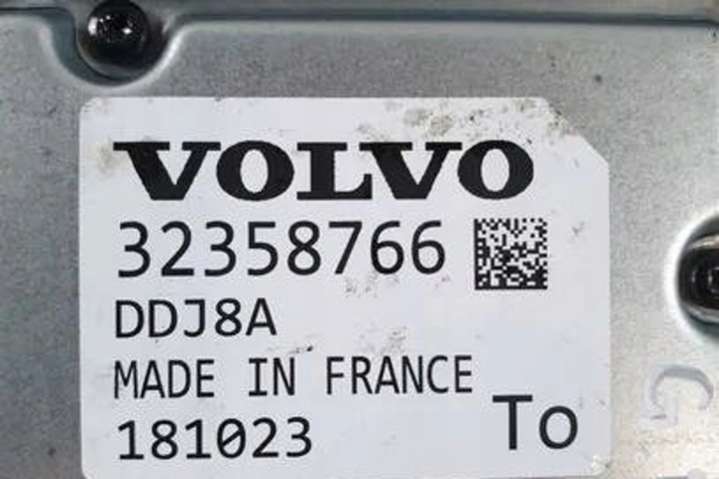 VOLVO
32358766
DDJ8A
MADE IN FRANCE
181023
To
G